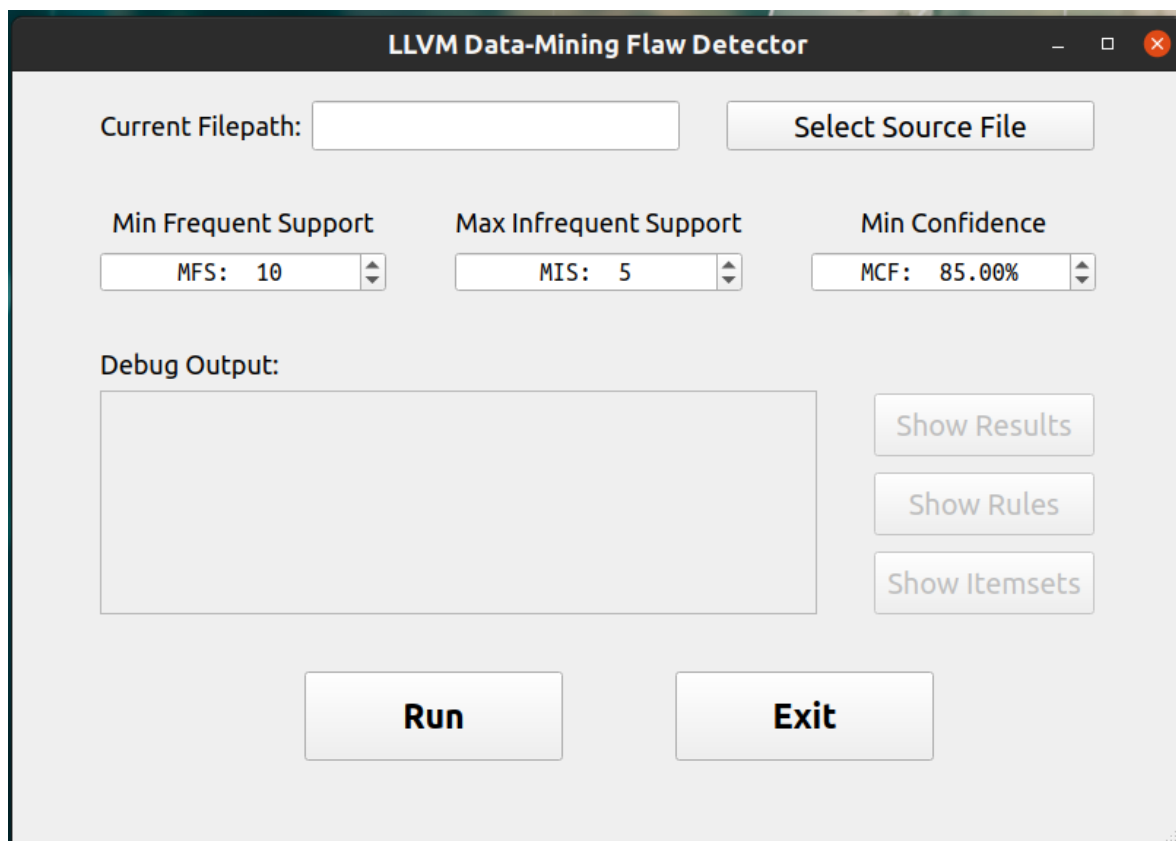 LLVM Data-Mining Flaw Detector
Current Filepath: Select Source File
Min Frequent Support Max Infrequent Support Min Confidence
MFS: 10 MIS: 5 MCF: 85.00%
Debug Output:
Show Results
Show Rules
Show Itemsets
Run Exit